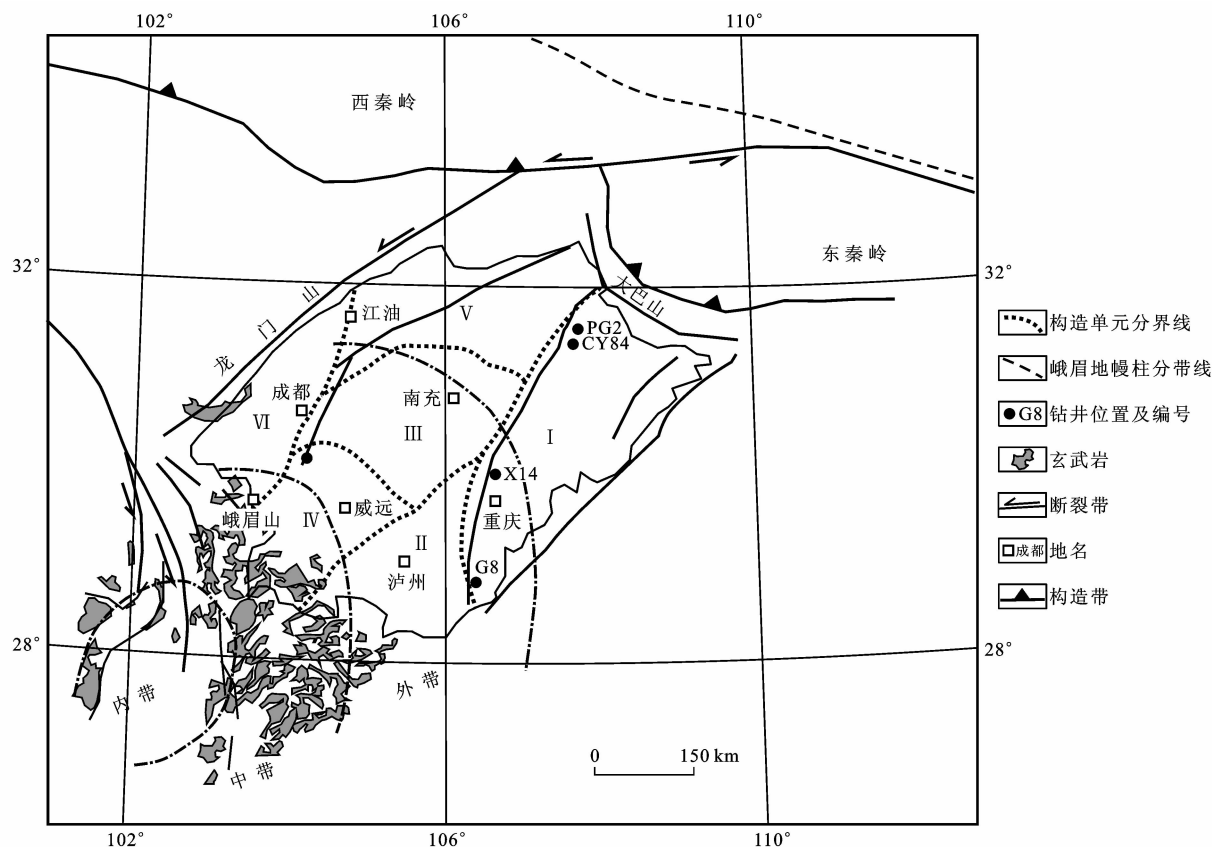 102°
106°
110°
西秦岭
东秦岭
32°
32°
大巴山
龙门山
江油
V
PG2
CY84
成都
南充
VI
III
I
X14
峨眉山
IV
威远
重庆
II
泸州
G8
28°
28°
内带
外带
中带
0
150 km
102°
106°
110°
构造单元分界线
峨眉地幔柱分带线
G8 钻井位置及编号
玄武岩
断裂带
成都 地名
构造带